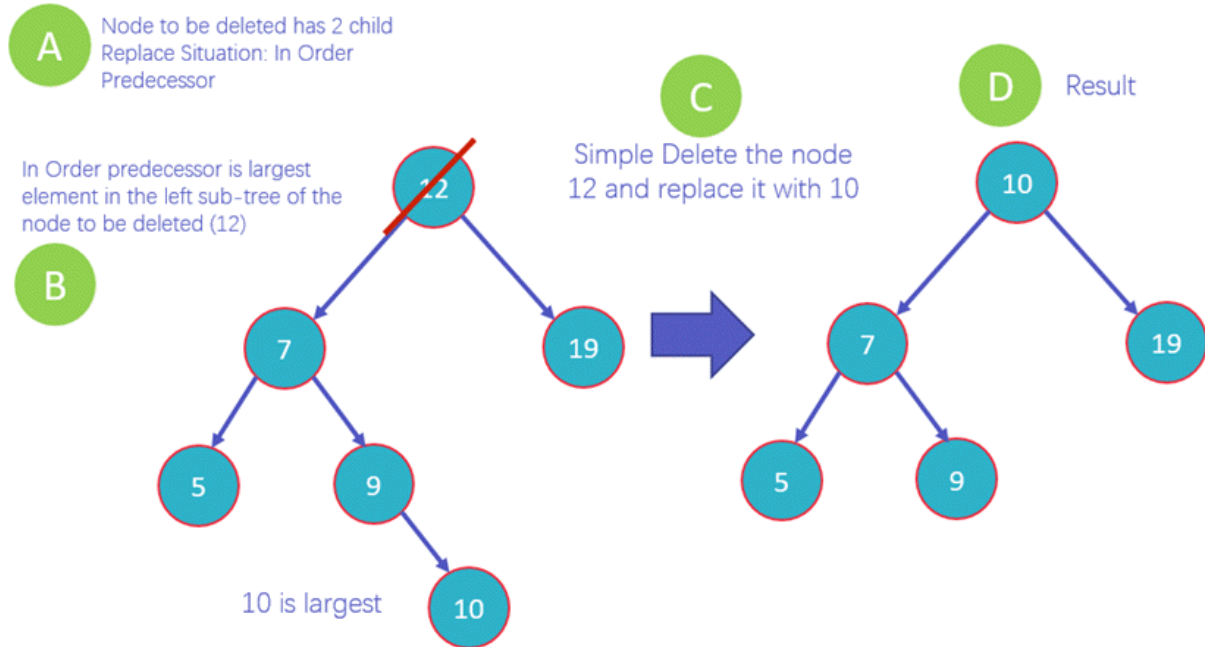 A
Node to be deleted has 2 child
Replace Situation: In Order
Predecessor
In Order predecessor is largest
element in the left sub-tree of the
node to be deleted (12)
B
12
7
19
5
9
10 is largest
10
C
Simple Delete the node
12 and replace it with 10
D
Result
10
7
19
5
9